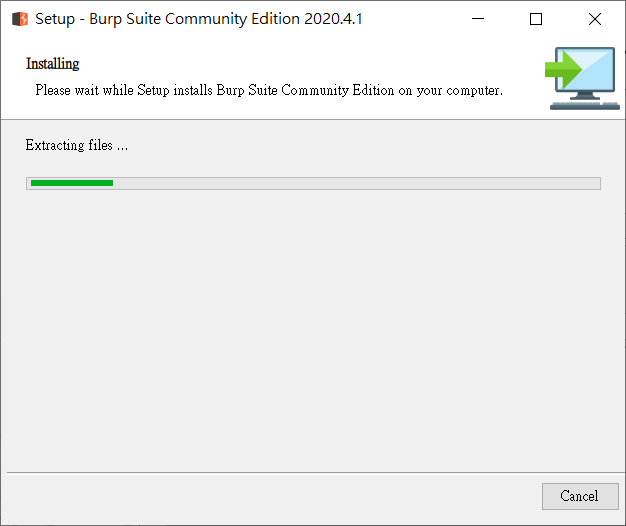 Setup - Burp Suite Community Edition 2020.4.1
Installing
Please wait while Setup installs Burp Suite Community Edition on your computer.
Extracting files ...
Cancel